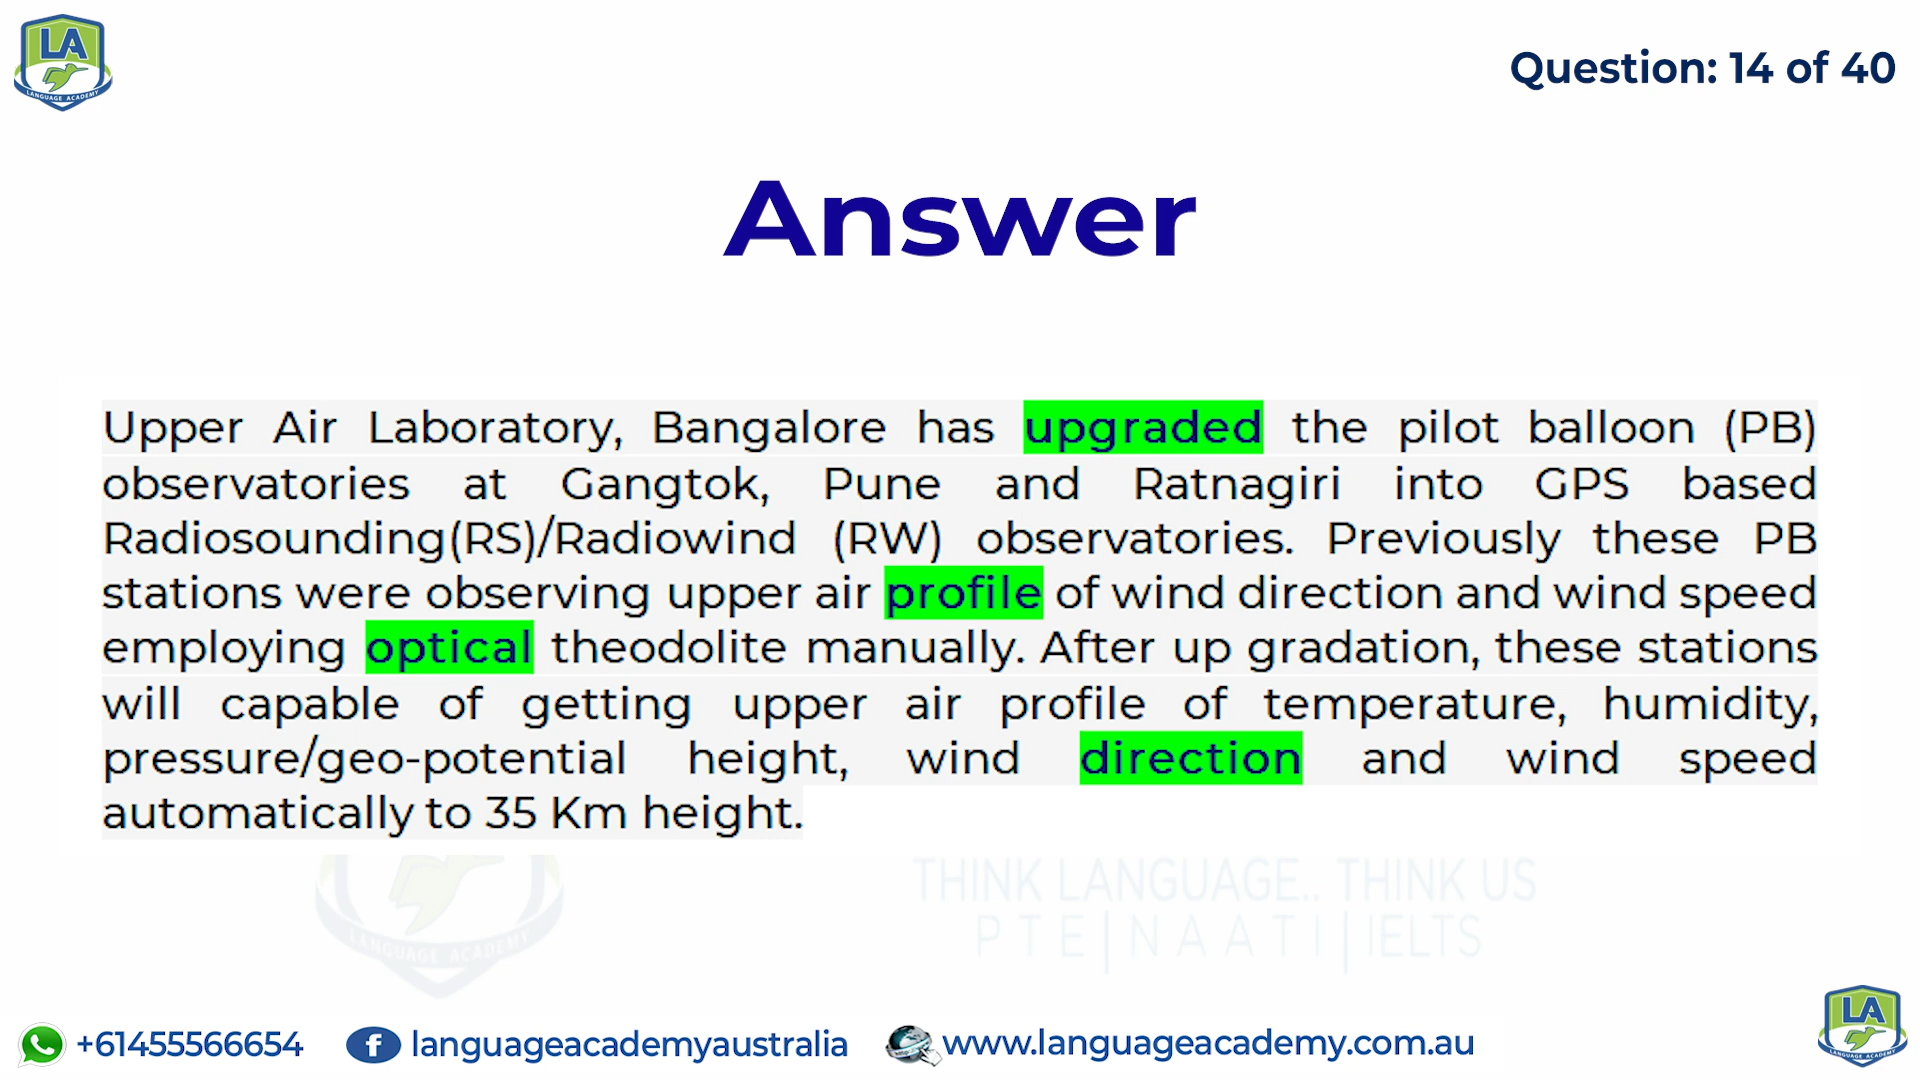 LA
LANGUAGE ACADEMY
Question: 14 of 40
Answer
Upper Air Laboratory, Bangalore has upgraded the pilot balloon (PB)
observatories at Gangtok, Pune and Ratnagiri into GPS based
Radiosounding(RS)/Radiowind (RW) observatories. Previously these PB
stations were observing upper air profile of wind direction and wind speed
employing optical theodolite manually. After up gradation, these stations
will capable of getting upper air profile of temperature, humidity,
pressure/geo-potential height, wind direction and wind speed
automatically to 35 Km height.
LANGUAGE ACADEMY
THINK LANGUAGE.. THINK US
PTE|NAATI|IELTS
+61455566654
f
languageacademyaustralia
www.languageacademy.com.au
LA
LANGUAGE ACADEMY